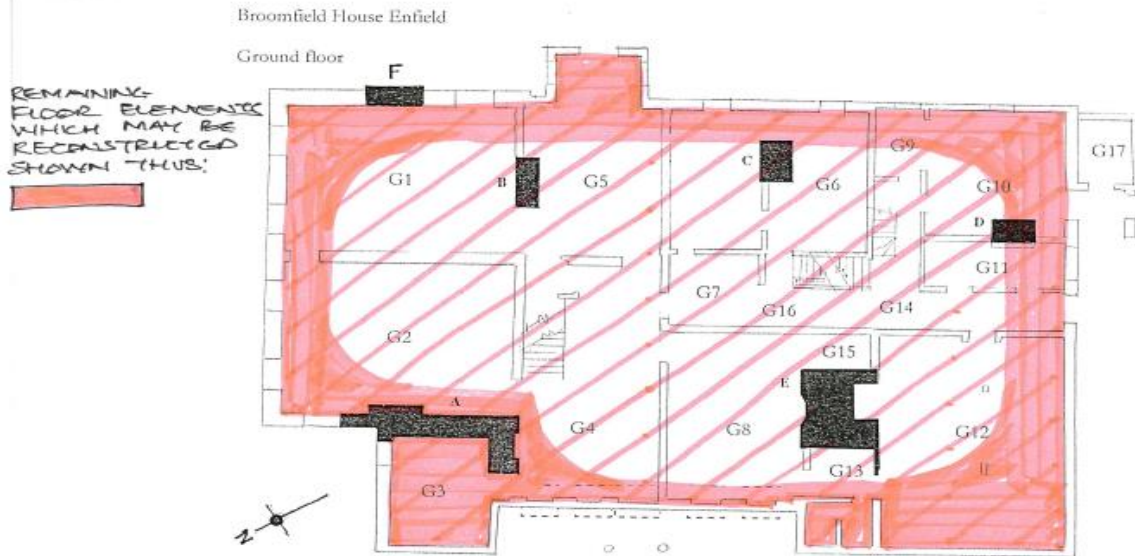 Broomfield House Enfield
Ground floor
F
REMAINING
FLOOR ELEMENTS
WHICH MAY BE
RECONSTRUCTED
SHOWN THUS:
G9
G17
C
G1
B
G5
G6
G10
D
G11
G7
G16
G14
G2
G15
E
A
G4
G8
G12
G13
G3
N